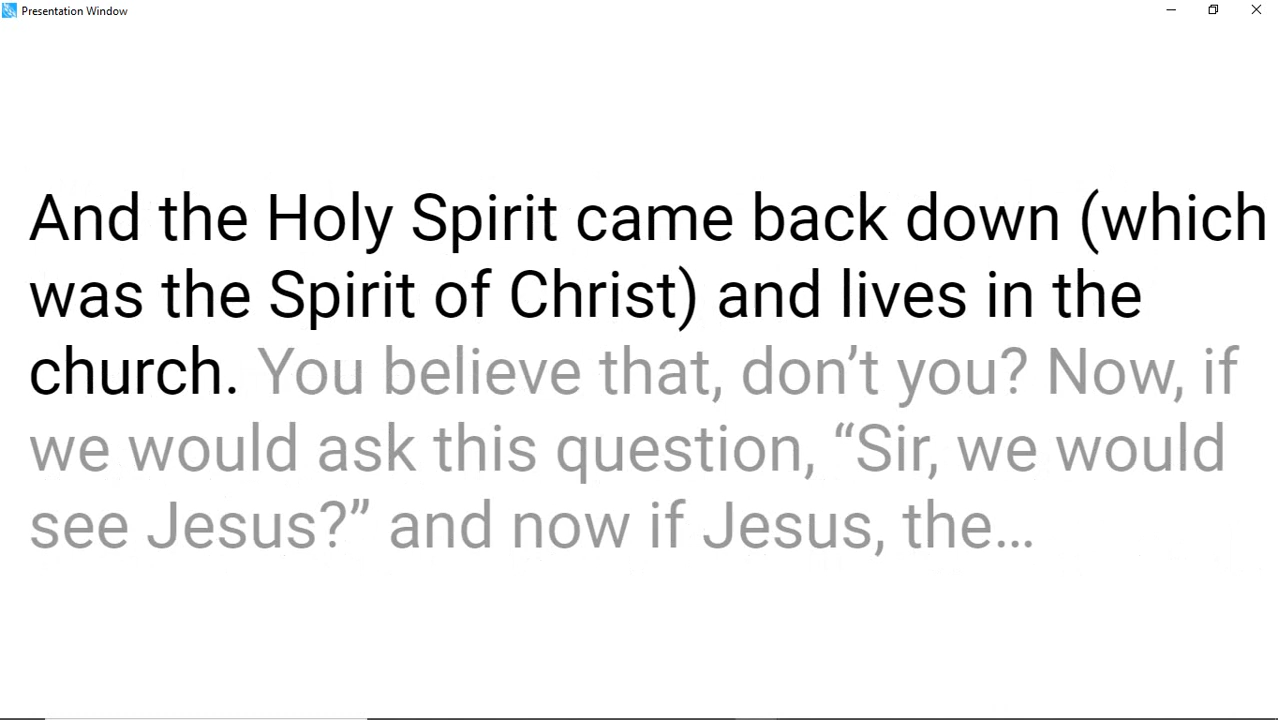 Presentation Window
And the Holy Spirit came back down (which
was the Spirit of Christ) and lives in the
church. You believe that, don’t you? Now, if
we would ask this question, “Sir, we would
see Jesus?” and now if Jesus, the…